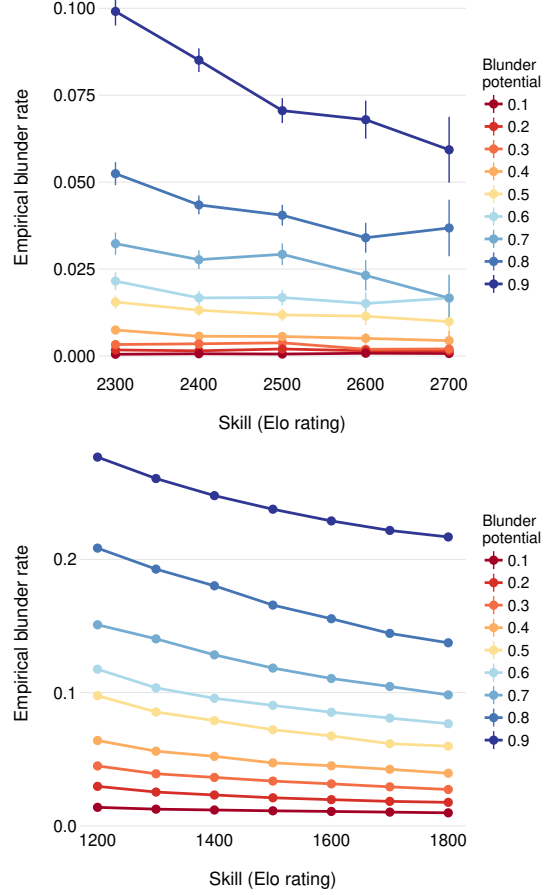 0.100
0.075
0.050
0.025
0.000
Empirical blunder rate
2300 2400 2500 2600 2700
Skill (Elo rating)
Blunder
potential
0.1
0.2
0.3
0.4
0.5
0.6
0.7
0.8
0.9
0.2
0.1
0.0
Empirical blunder rate
1200 1400 1600 1800
Skill (Elo rating)
Blunder
potential
0.1
0.2
0.3
0.4
0.5
0.6
0.7
0.8
0.9